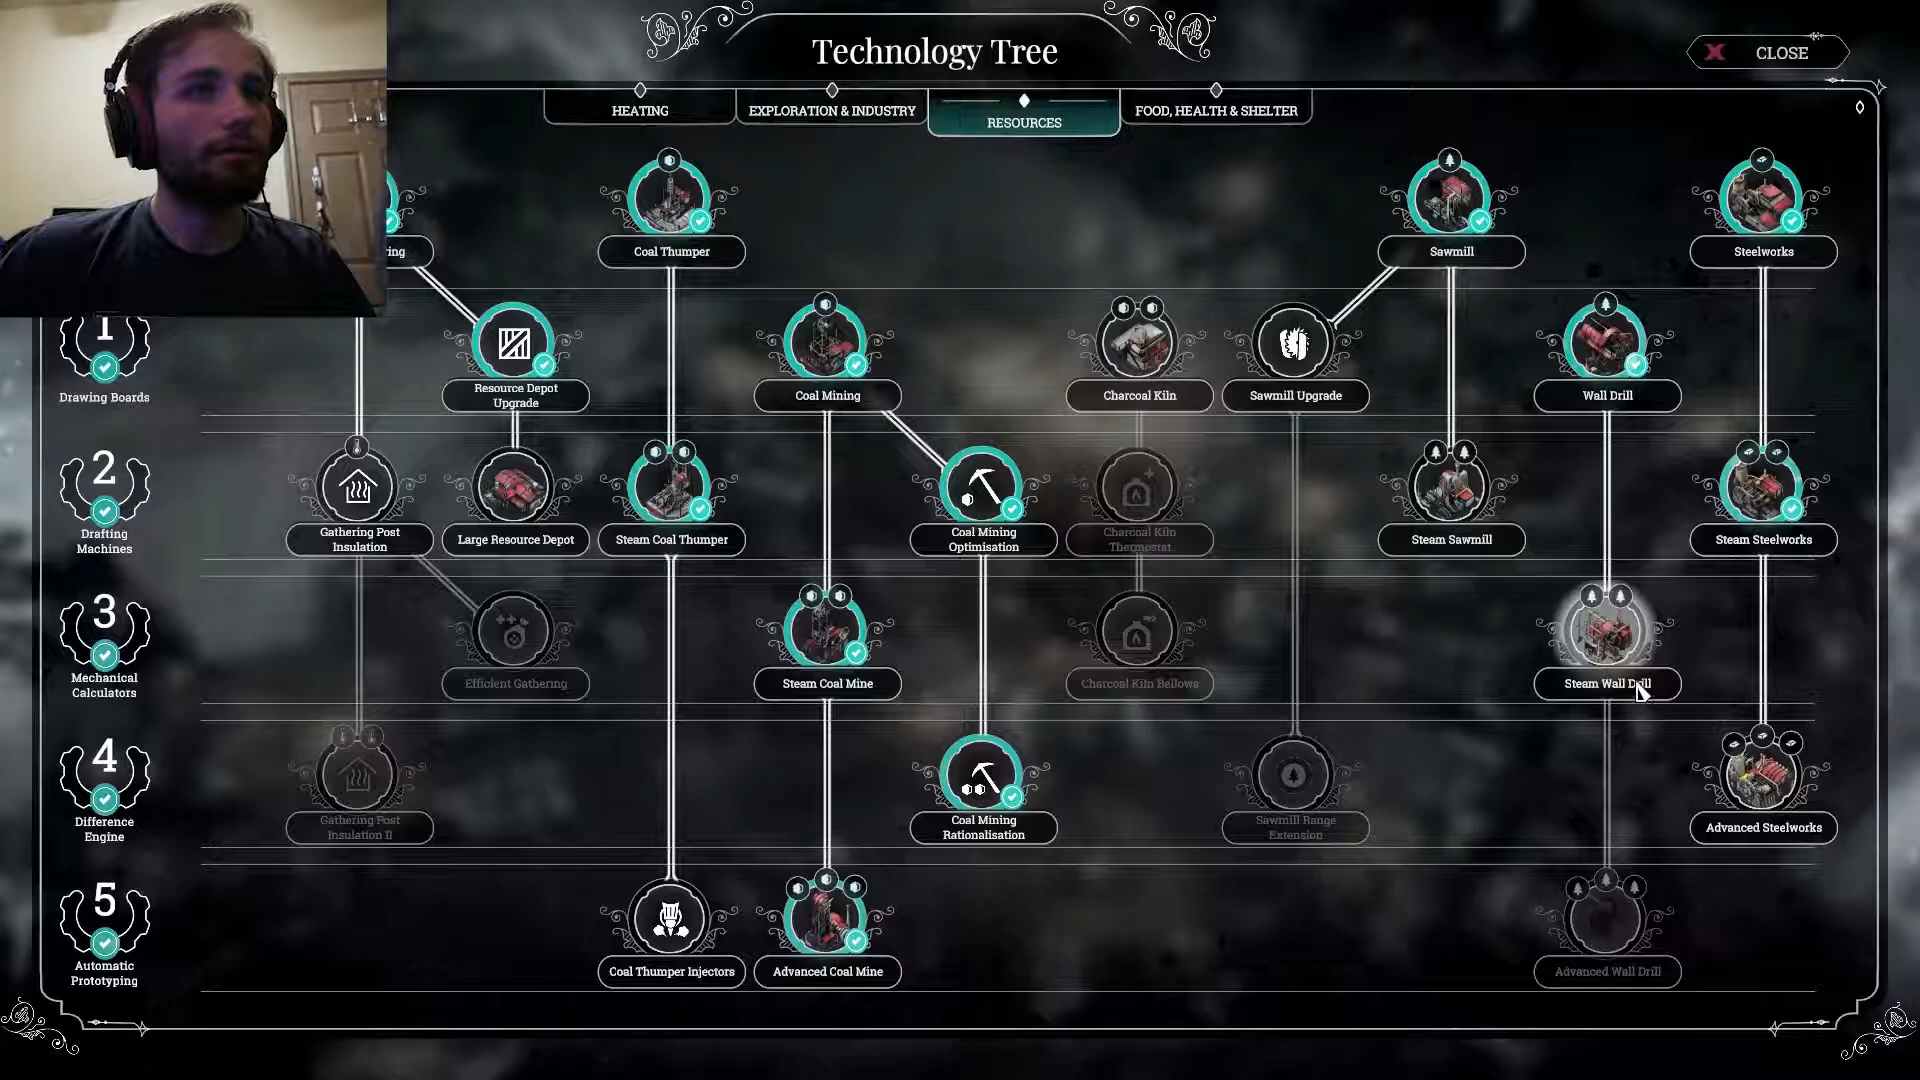 Technology Tree
CLOSE
HEATING
EXPLORATION & INDUSTRY
RESOURCES
FOOD, HEALTH & SHELTER
ring
Coal Thumper
Sawmill
Steelworks
1
Drawing Boards
Resource Depot
Upgrade
Coal Mining
Charcoal Kiln
Sawmill Upgrade
Wall Drill
2
Drafting
Machines
Gathering Post
Insulation
Large Resource Depot
Steam Coal Thumper
Coal Mining
Optimisation
Charcoal Kiln
Thermostat
Steam Sawmill
Steam Steelworks
3
Mechanical
Calculators
Efficient Gathering
Steam Coal Mine
Charcoal Kiln Bellows
Steam Wall Drill
4
Difference
Engine
Gathering Post
Insulation II
Coal Mining
Rationalisation
Sawmill Range
Extension
Advanced Steelworks
5
Automatic
Prototyping
Coal Thumper Injectors
Advanced Coal Mine
Advanced Wall Drill